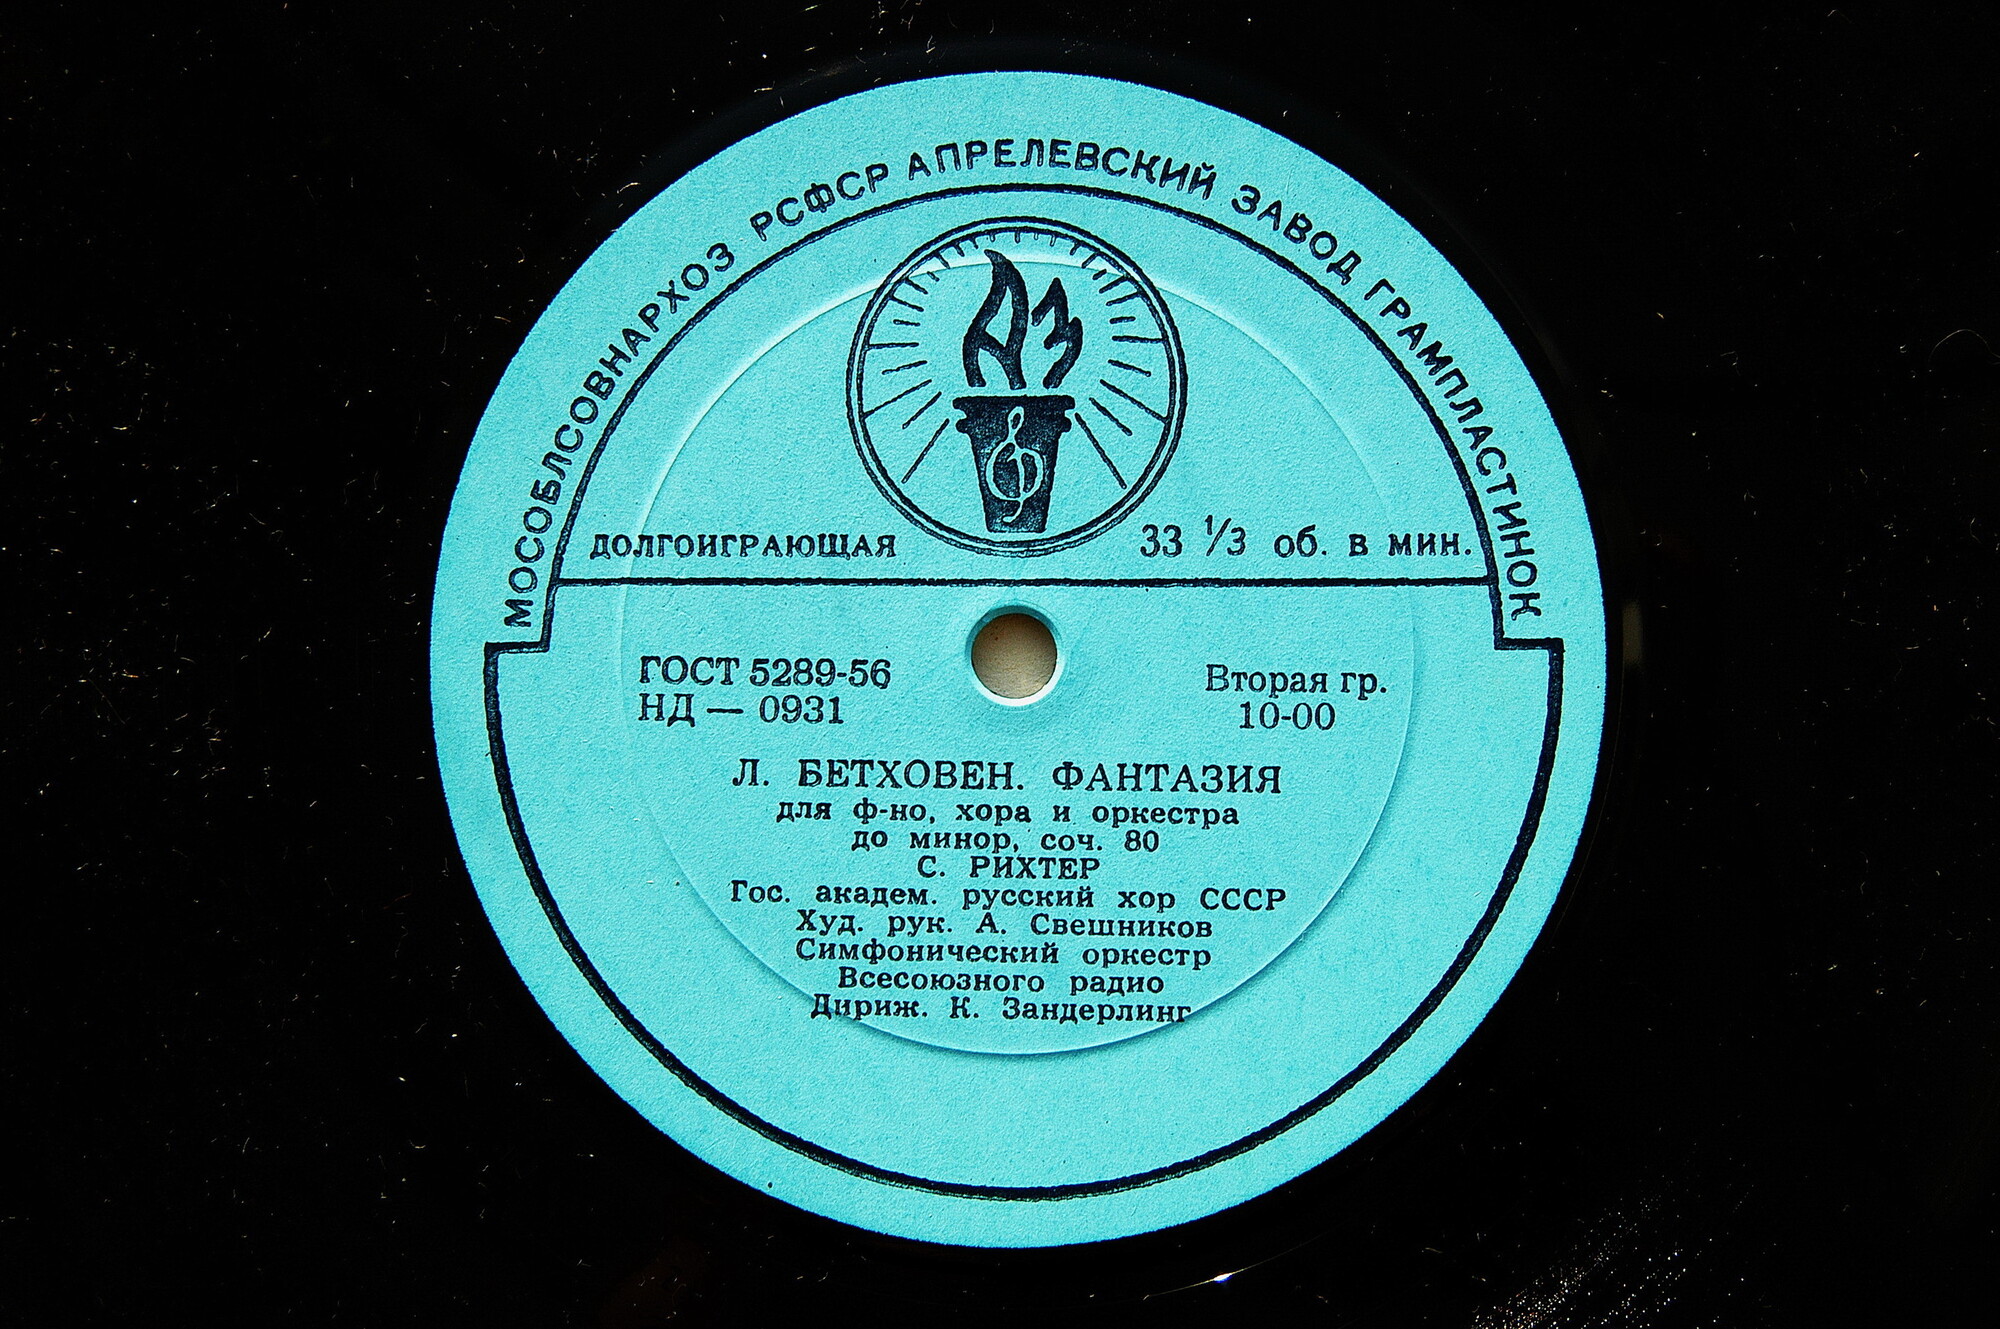 МОСОБЛСОВНАРХОЗ РСФСР АПРЕЛЕВСКИЙ ЗАВОД ГРАМПЛАСТИНОК
АЗ
ДОЛГОИГРАЮЩАЯ 33 1/3 об. в мин.
ГОСТ 5289-56
НД — 0931
Вторая гр.
10-00
Л. БЕТХОВЕН. ФАНТАЗИЯ
для ф-но, хора и оркестра
до минор, соч. 80
С. РИХТЕР
Гос. академ. русский хор СССР
Худ. рук. А. Свешников
Симфонический оркестр
Всесоюзного радио
Дириж. К. Зандерлинг